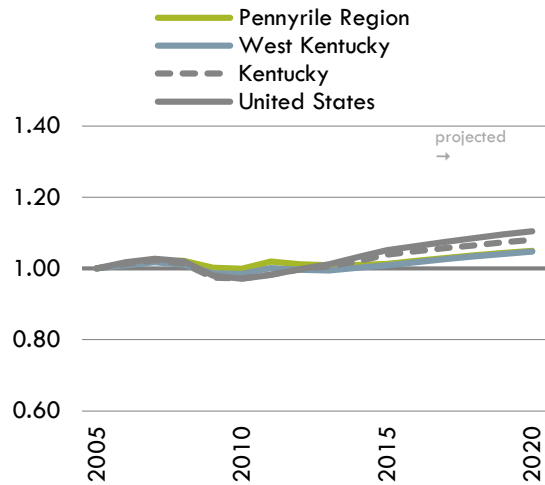 Pennyrile Region
West Kentucky
Kentucky
United States
1.40
projected
→
1.20
1.00
0.80
0.60
2005
2010
2015
2020